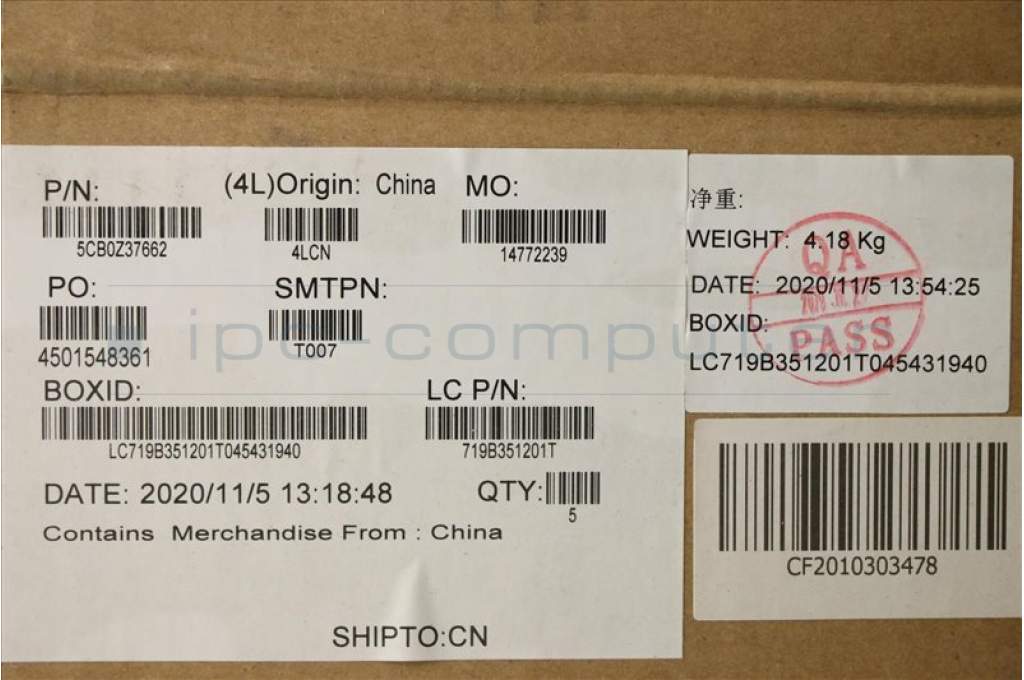 P/N:
5CB0Z37662
(4L)Origin: China
4LCN
MO:
14772239
PO:
4501548361
SMTPN:
T007
BOXID:
LC719B351201T045431940
LC P/N:
719B351201T
DATE: 2020/11/5 13:18:48
QTY:
5
Contains Merchandise From : China
SHIPTO:CN
净重:
WEIGHT: 4.18 Kg
DATE: 2020/11/5 13:54:25
BOXID:
LC719B351201T045431940
QA
PASS
CF2010303478
ipc-compute